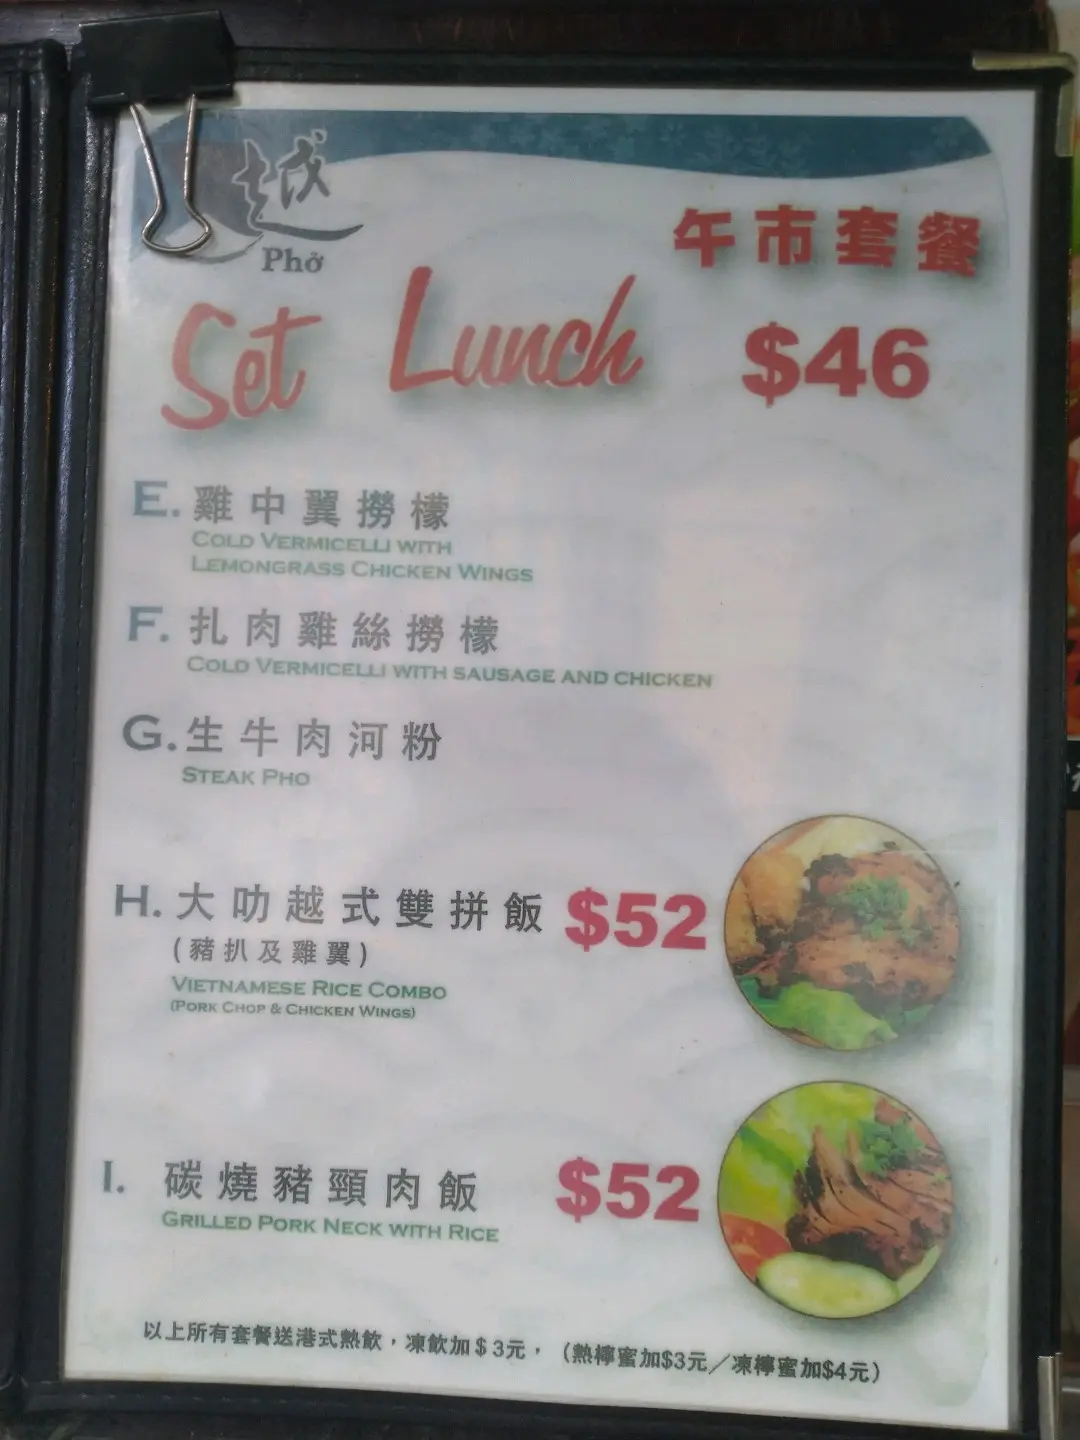 越
Phở
午市套餐
Set Lunch $46
E. 雞中翼撈檬
COLD VERMICELLI WITH
LEMONGRASS CHICKEN WINGS
F. 扎肉雞絲撈檬
COLD VERMICELLI WITH SAUSAGE AND CHICKEN
G. 生牛肉河粉
STEAK PHO
H. 大叻越式雙拼飯 $52
(豬扒及雞翼)
VIETNAMESE RICE COMBO
(PORK CHOP & CHICKEN WINGS)
I. 碳燒豬頸肉飯 $52
GRILLED PORK NECK WITH RICE
以上所有套餐送港式熱飲，凍飲加$3元，（熱檸蜜加$3元／凍檸蜜加$4元）